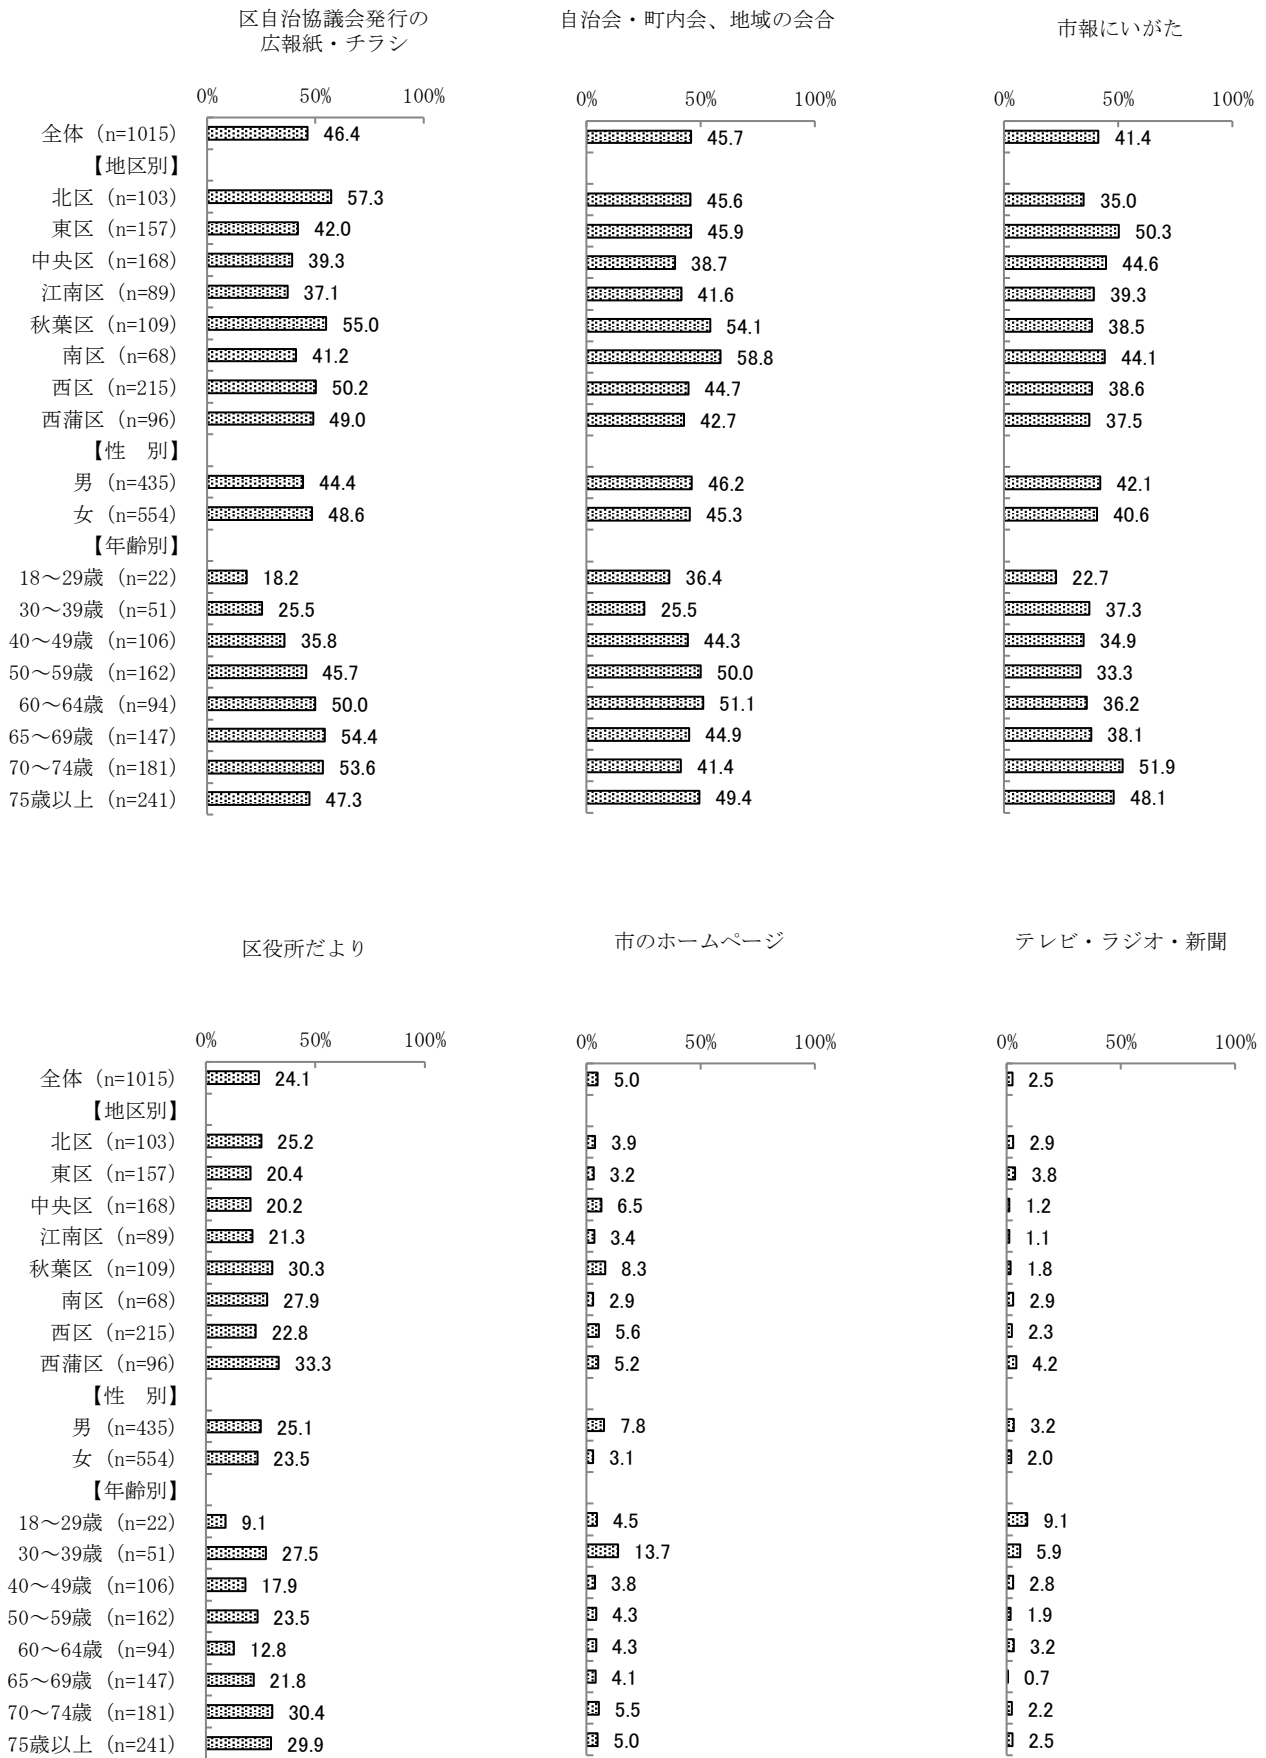 区自治協議会発行の
広報紙・チラシ
自治会・町内会、地域の会合
市報にいがた
0% 50% 100% 0% 50% 100% 0% 50% 100%
全体（n=1015） 46.4 45.7 41.4
【地区別】
北区（n=103） 57.3 45.6 35.0
東区（n=157） 42.0 45.9 50.3
中央区（n=168） 39.3 38.7 44.6
江南区（n=89） 37.1 41.6 39.3
秋葉区（n=109） 55.0 54.1 38.5
南区（n=68） 41.2 58.8 44.1
西区（n=215） 50.2 44.7 38.6
西蒲区（n=96） 49.0 42.7 37.5
【性　別】
男（n=435） 44.4 46.2 42.1
女（n=554） 48.6 45.3 40.6
【年齢別】
18～29歳（n=22） 18.2 36.4 22.7
30～39歳（n=51） 25.5 25.5 37.3
40～49歳（n=106） 35.8 44.3 34.9
50～59歳（n=162） 45.7 50.0 33.3
60～64歳（n=94） 50.0 51.1 36.2
65～69歳（n=147） 54.4 44.9 38.1
70～74歳（n=181） 53.6 41.4 51.9
75歳以上（n=241） 47.3 49.4 48.1
区役所だより
市のホームページ
テレビ・ラジオ・新聞
0% 50% 100% 0% 50% 100% 0% 50% 100%
全体（n=1015） 24.1 5.0 2.5
【地区別】
北区（n=103） 25.2 3.9 2.9
東区（n=157） 20.4 3.2 3.8
中央区（n=168） 20.2 6.5 1.2
江南区（n=89） 21.3 3.4 1.1
秋葉区（n=109） 30.3 8.3 1.8
南区（n=68） 27.9 2.9 2.9
西区（n=215） 22.8 5.6 2.3
西蒲区（n=96） 33.3 5.2 4.2
【性　別】
男（n=435） 25.1 7.8 3.2
女（n=554） 23.5 3.1 2.0
【年齢別】
18～29歳（n=22） 9.1 4.5 9.1
30～39歳（n=51） 27.5 13.7 5.9
40～49歳（n=106） 17.9 3.8 2.8
50～59歳（n=162） 23.5 4.3 1.9
60～64歳（n=94） 12.8 4.3 3.2
65～69歳（n=147） 21.8 4.1 0.7
70～74歳（n=181） 30.4 5.5 2.2
75歳以上（n=241） 29.9 5.0 2.5